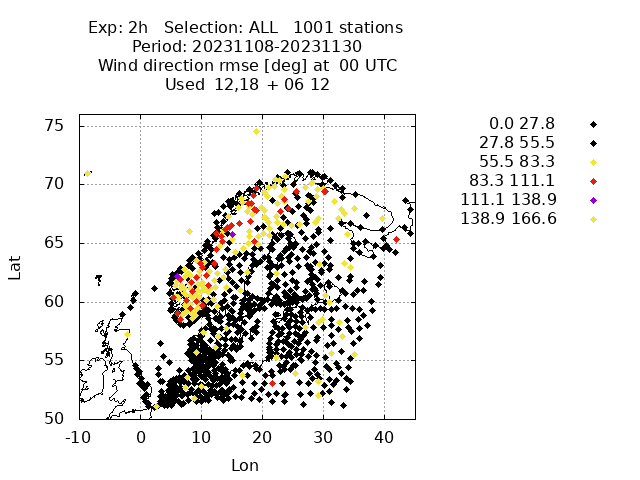 Exp: 2h   Selection: ALL   1001 stations
Period: 20231108-20231130
Wind direction rmse [deg] at  00 UTC
Used  12,18 + 06 12
0.0 27.8
27.8 55.5
55.5 83.3
83.3 111.1
111.1 138.9
138.9 166.6
75
70
65
60
55
50
Lat
-10 0 10 20 30 40
Lon